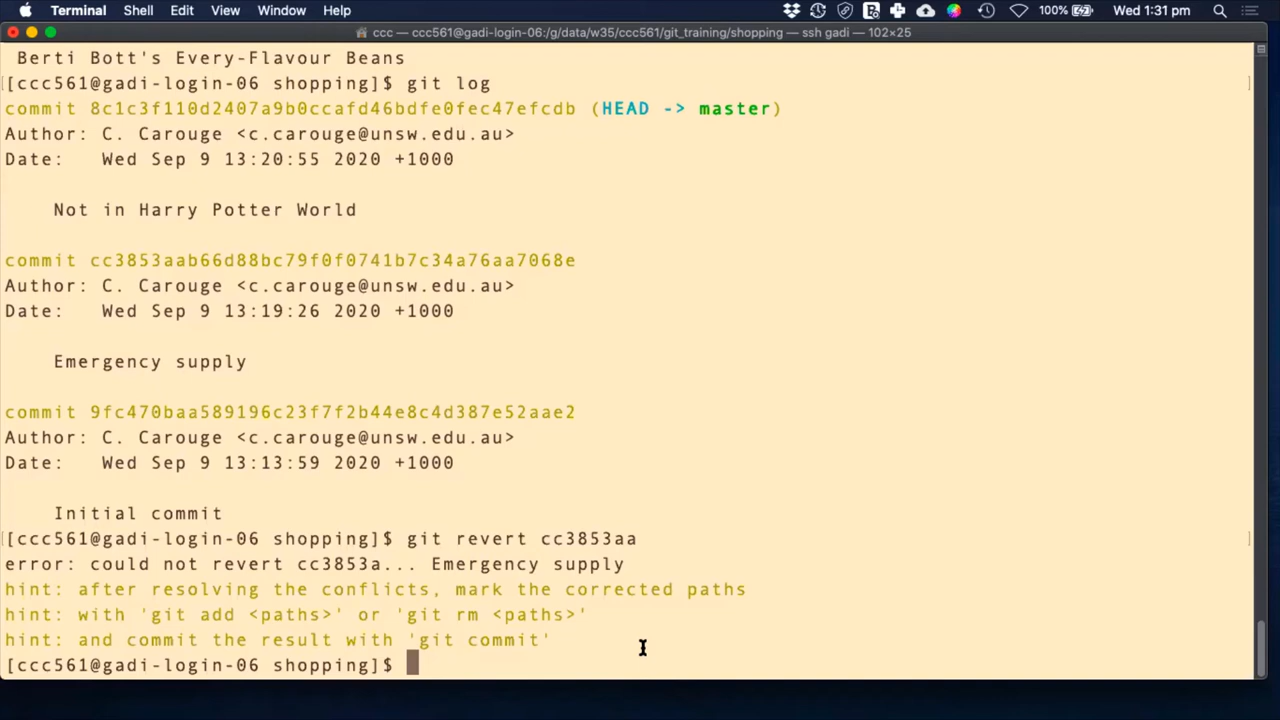 Terminal Shell Edit View Window Help 100% Wed 1:31 pm
ccc — ccc561@gadi-login-06:/g/data/w35/ccc561/git_training/shopping — ssh gadi — 102×25
Berti Bott's Every-Flavour Beans
[ccc561@gadi-login-06 shopping]$ git log
commit 8c1c3f110d2407a9b0ccafd46bdfe0fec47efcdb (HEAD -> master)
Author: C. Carouge <c.carouge@unsw.edu.au>
Date:   Wed Sep 9 13:20:55 2020 +1000
Not in Harry Potter World
commit cc3853aab66d88bc79f0f0741b7c34a76aa7068e
Author: C. Carouge <c.carouge@unsw.edu.au>
Date:   Wed Sep 9 13:19:26 2020 +1000
Emergency supply
commit 9fc470baa589196c23f7f2b44e8c4d387e52aae2
Author: C. Carouge <c.carouge@unsw.edu.au>
Date:   Wed Sep 9 13:13:59 2020 +1000
Initial commit
[ccc561@gadi-login-06 shopping]$ git revert cc3853aa
error: could not revert cc3853a... Emergency supply
hint: after resolving the conflicts, mark the corrected paths
hint: with 'git add <paths>' or 'git rm <paths>'
hint: and commit the result with 'git commit'
[ccc561@gadi-login-06 shopping]$